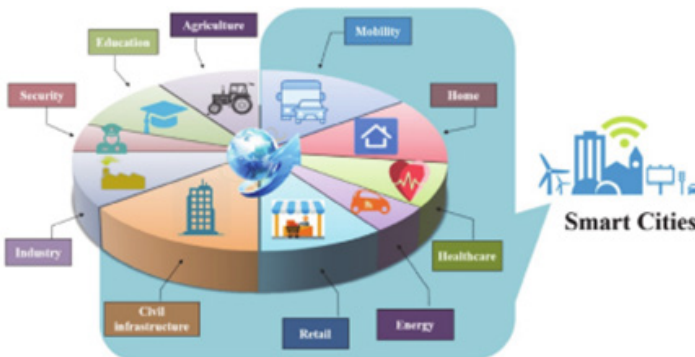 Agriculture
Mobility
Education
Security
Home
Smart Cities
Industry
Healthcare
Civil
infrastructure
Retail
Energy